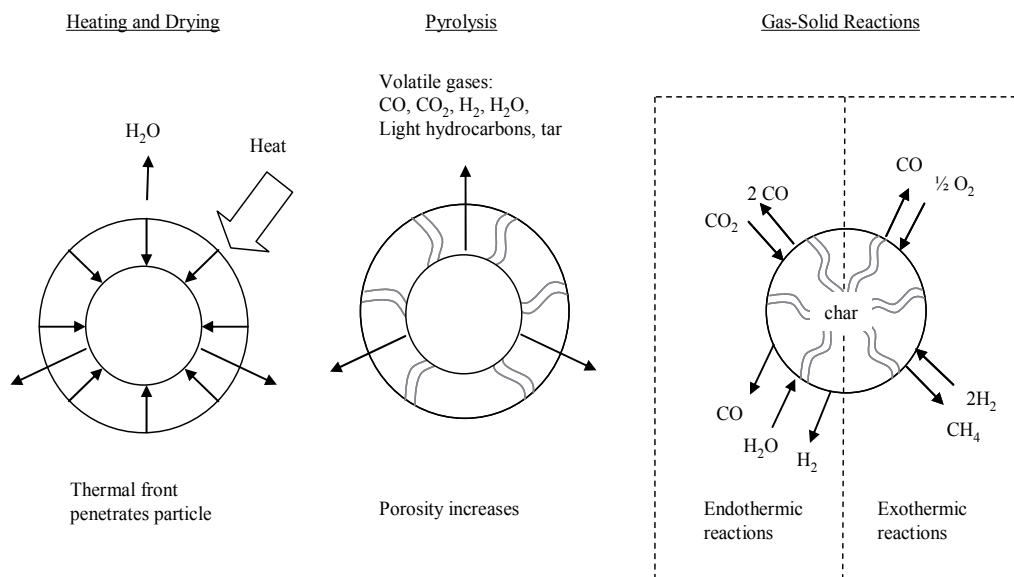 Heating and Drying
H₂O
Heat
Thermal front
penetrates particle
Pyrolysis
Volatile gases:
CO, CO₂, H₂, H₂O,
Light hydrocarbons, tar
Porosity increases
Gas-Solid Reactions
2 CO
CO₂
CO
½ O₂
char
CO
H₂O
H₂
2H₂
CH₄
Endothermic
reactions
Exothermic
reactions